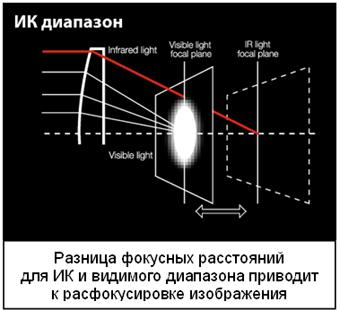 ИК диапазон
Infrared light
Visible light
focal plane
IR light
focal plane
Visible light
Разница фокусных расстояний
для ИК и видимого диапазона приводит
к расфокусировке изображения